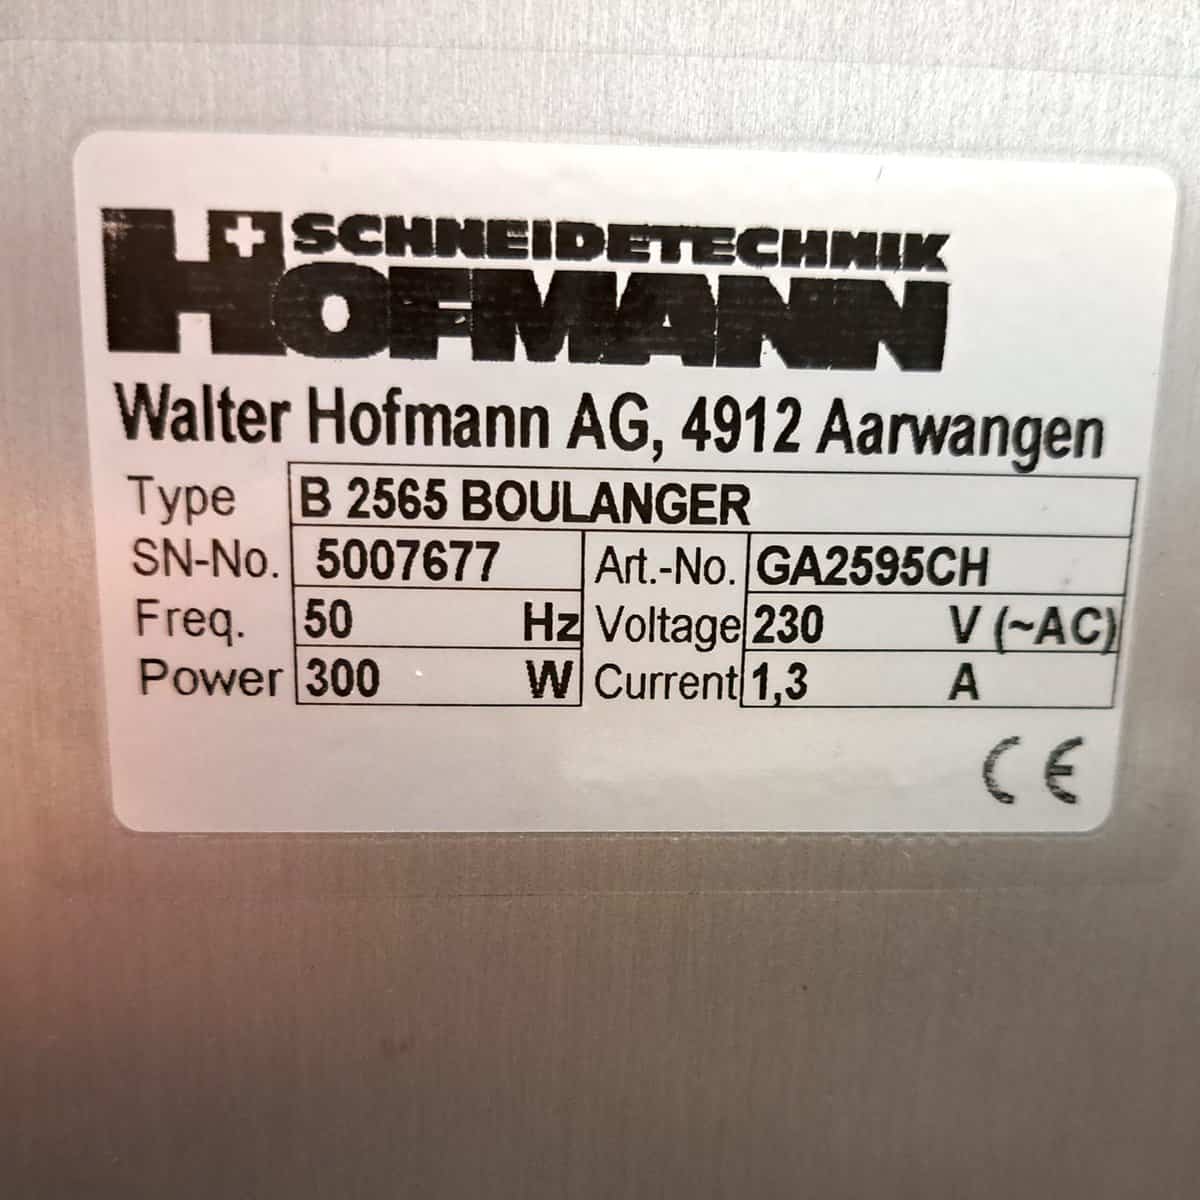 SCHNEIDETECHNIK
HOFMANN
Walter Hofmann AG, 4912 Aarwangen
Type B 2565 BOULANGER
SN-No. 5007677 Art.-No. GA2595CH
Freq. 50 Hz Voltage 230 V (~AC)
Power 300 W Current 1,3 A
CE